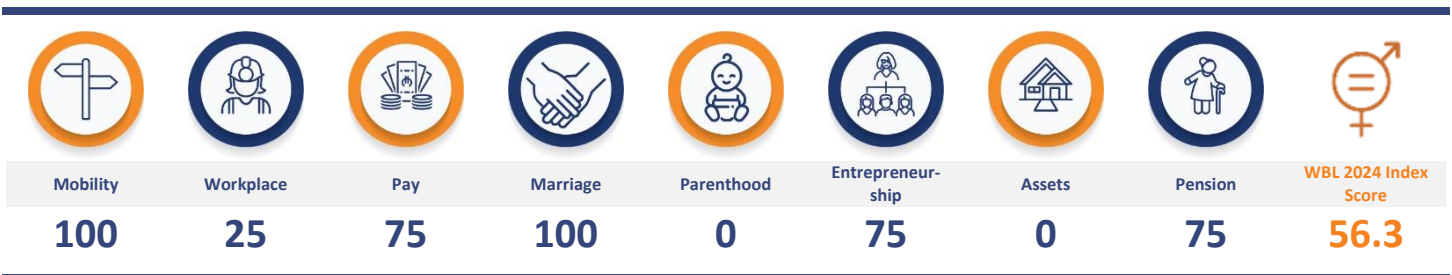 Mobility Workplace Pay Marriage Parenthood Entrepreneur-
ship Assets Pension WBL 2024 Index
Score
100 25 75 100 0 75 0 75 56.3